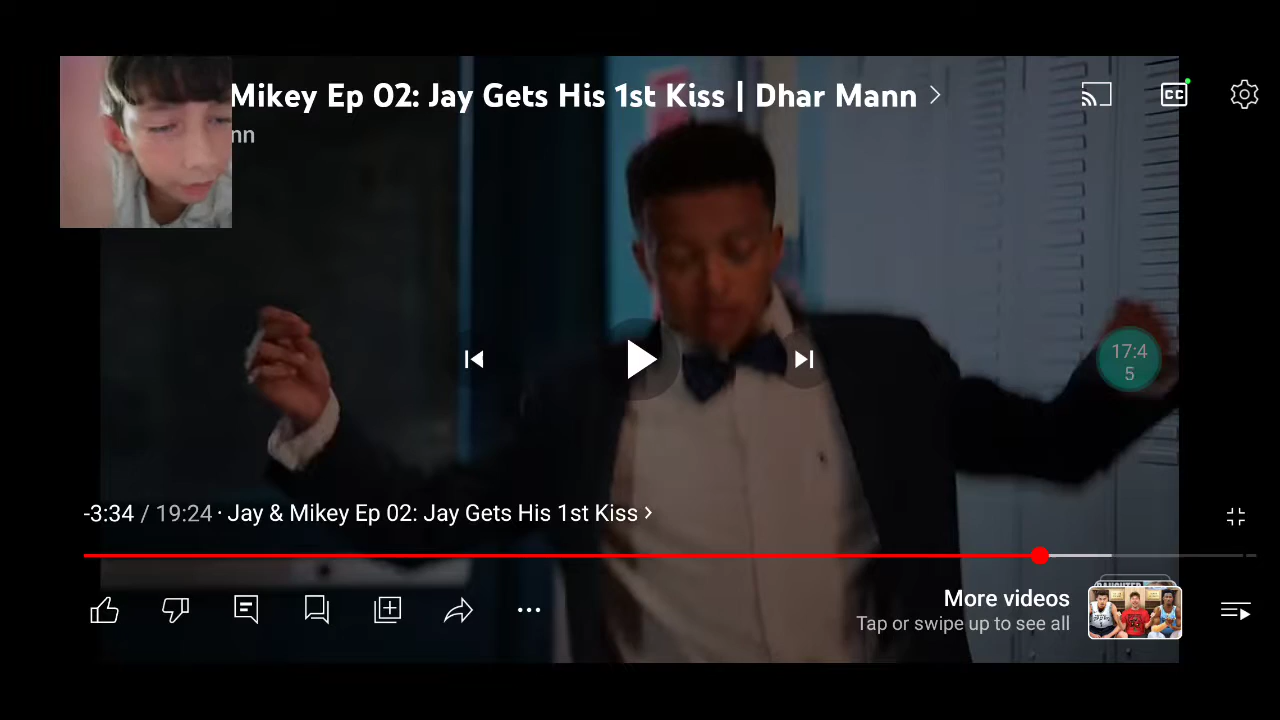 Mikey Ep 02: Jay Gets His 1st Kiss | Dhar Mann
nn
CC
17:4
5
-3:34 / 19:24 · Jay & Mikey Ep 02: Jay Gets His 1st Kiss
More videos
Tap or swipe up to see all